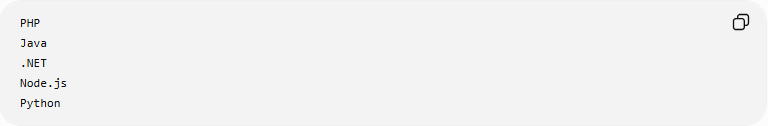 PHP
Java
.NET
Node.js
Python